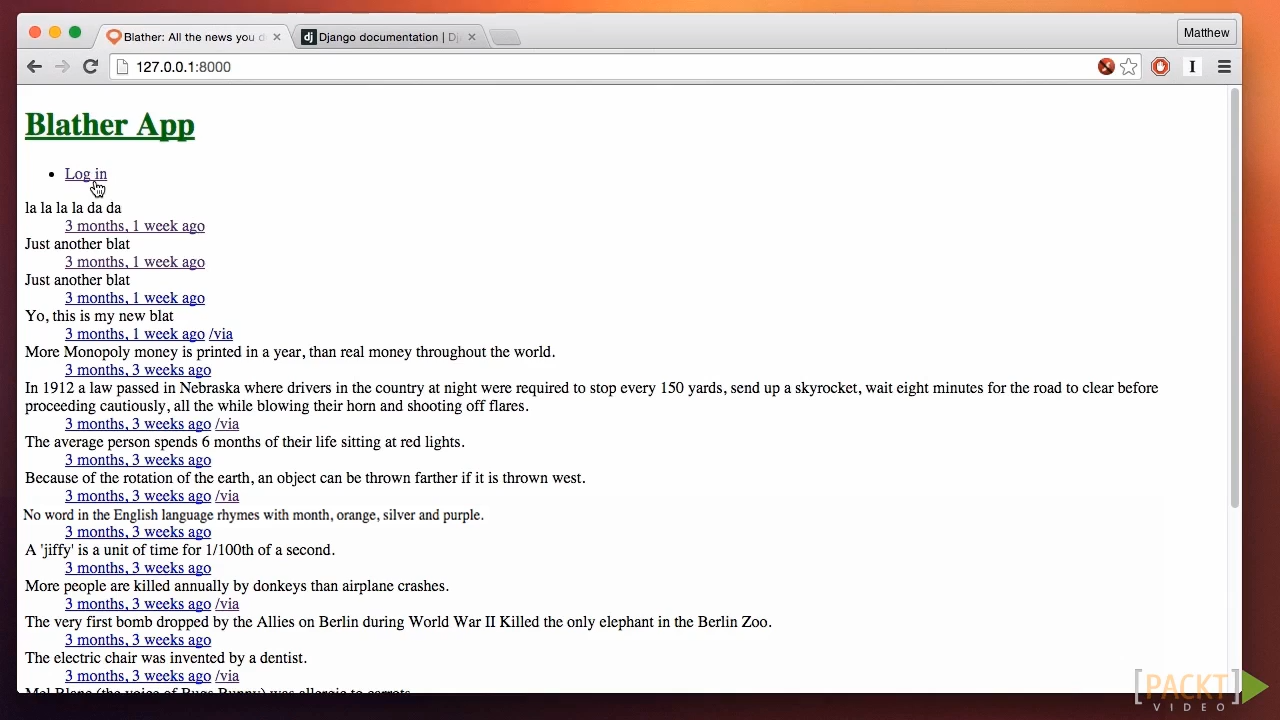 Blather: All the news you d
Django documentation | Dj
Matthew
127.0.0.1:8000
Blather App
Log in
la la la la da da
3 months, 1 week ago
Just another blat
3 months, 1 week ago
Just another blat
3 months, 1 week ago
Yo, this is my new blat
3 months, 1 week ago /via
More Monopoly money is printed in a year, than real money throughout the world.
3 months, 3 weeks ago
In 1912 a law passed in Nebraska where drivers in the country at night were required to stop every 150 yards, send up a skyrocket, wait eight minutes for the road to clear before
proceeding cautiously, all the while blowing their horn and shooting off flares.
3 months, 3 weeks ago /via
The average person spends 6 months of their life sitting at red lights.
3 months, 3 weeks ago
Because of the rotation of the earth, an object can be thrown farther if it is thrown west.
3 months, 3 weeks ago /via
No word in the English language rhymes with month, orange, silver and purple.
3 months, 3 weeks ago
A 'jiffy' is a unit of time for 1/100th of a second.
3 months, 3 weeks ago
More people are killed annually by donkeys than airplane crashes.
3 months, 3 weeks ago /via
The very first bomb dropped by the Allies on Berlin during World War II Killed the only elephant in the Berlin Zoo.
3 months, 3 weeks ago
The electric chair was invented by a dentist.
3 months, 3 weeks ago /via
Mel Blanc (the voice of Bugs Bunny) was allergic to carrots.
[PACKT]
VIDEO